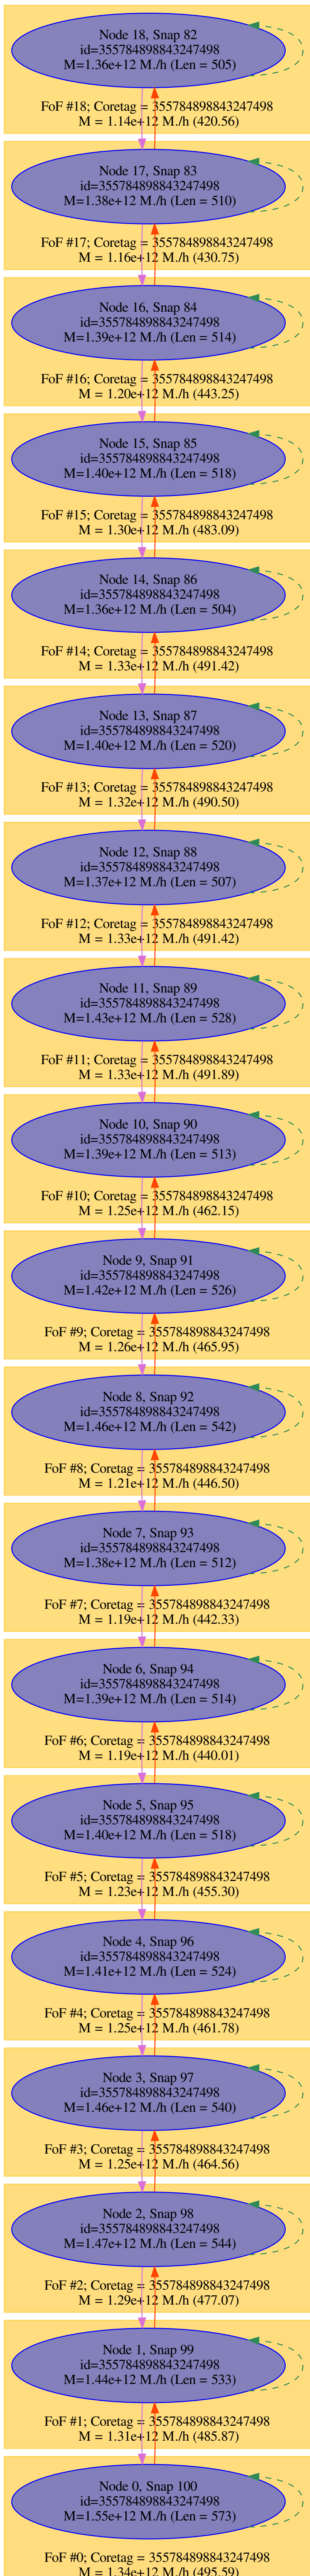 Node 18, Snap 82
id=355784898843247498
M=1.36e+12 M./h (Len = 505)
FoF #18; Coretag = 355784898843247498
M = 1.14e+12 M./h (420.56)
Node 17, Snap 83
id=355784898843247498
M=1.38e+12 M./h (Len = 510)
FoF #17; Coretag = 355784898843247498
M = 1.16e+12 M./h (430.75)
Node 16, Snap 84
id=355784898843247498
M=1.39e+12 M./h (Len = 514)
FoF #16; Coretag = 355784898843247498
M = 1.20e+12 M./h (443.25)
Node 15, Snap 85
id=355784898843247498
M=1.40e+12 M./h (Len = 518)
FoF #15; Coretag = 355784898843247498
M = 1.30e+12 M./h (483.09)
Node 14, Snap 86
id=355784898843247498
M=1.36e+12 M./h (Len = 504)
FoF #14; Coretag = 355784898843247498
M = 1.33e+12 M./h (491.42)
Node 13, Snap 87
id=355784898843247498
M=1.40e+12 M./h (Len = 520)
FoF #13; Coretag = 355784898843247498
M = 1.32e+12 M./h (490.50)
Node 12, Snap 88
id=355784898843247498
M=1.37e+12 M./h (Len = 507)
FoF #12; Coretag = 355784898843247498
M = 1.33e+12 M./h (491.42)
Node 11, Snap 89
id=355784898843247498
M=1.43e+12 M./h (Len = 528)
FoF #11; Coretag = 355784898843247498
M = 1.33e+12 M./h (491.89)
Node 10, Snap 90
id=355784898843247498
M=1.39e+12 M./h (Len = 513)
FoF #10; Coretag = 355784898843247498
M = 1.25e+12 M./h (462.15)
Node 9, Snap 91
id=355784898843247498
M=1.42e+12 M./h (Len = 526)
FoF #9; Coretag = 355784898843247498
M = 1.26e+12 M./h (465.95)
Node 8, Snap 92
id=355784898843247498
M=1.46e+12 M./h (Len = 542)
FoF #8; Coretag = 355784898843247498
M = 1.21e+12 M./h (446.50)
Node 7, Snap 93
id=355784898843247498
M=1.38e+12 M./h (Len = 512)
FoF #7; Coretag = 355784898843247498
M = 1.19e+12 M./h (442.33)
Node 6, Snap 94
id=355784898843247498
M=1.39e+12 M./h (Len = 514)
FoF #6; Coretag = 355784898843247498
M = 1.19e+12 M./h (440.01)
Node 5, Snap 95
id=355784898843247498
M=1.40e+12 M./h (Len = 518)
FoF #5; Coretag = 355784898843247498
M = 1.23e+12 M./h (455.30)
Node 4, Snap 96
id=355784898843247498
M=1.41e+12 M./h (Len = 524)
FoF #4; Coretag = 355784898843247498
M = 1.25e+12 M./h (461.78)
Node 3, Snap 97
id=355784898843247498
M=1.46e+12 M./h (Len = 540)
FoF #3; Coretag = 355784898843247498
M = 1.25e+12 M./h (464.56)
Node 2, Snap 98
id=355784898843247498
M=1.47e+12 M./h (Len = 544)
FoF #2; Coretag = 355784898843247498
M = 1.29e+12 M./h (477.07)
Node 1, Snap 99
id=355784898843247498
M=1.44e+12 M./h (Len = 533)
FoF #1; Coretag = 355784898843247498
M = 1.31e+12 M./h (485.87)
Node 0, Snap 100
id=355784898843247498
M=1.55e+12 M./h (Len = 573)
FoF #0; Coretag = 355784898843247498
M = 1.34e+12 M./h (495.59)